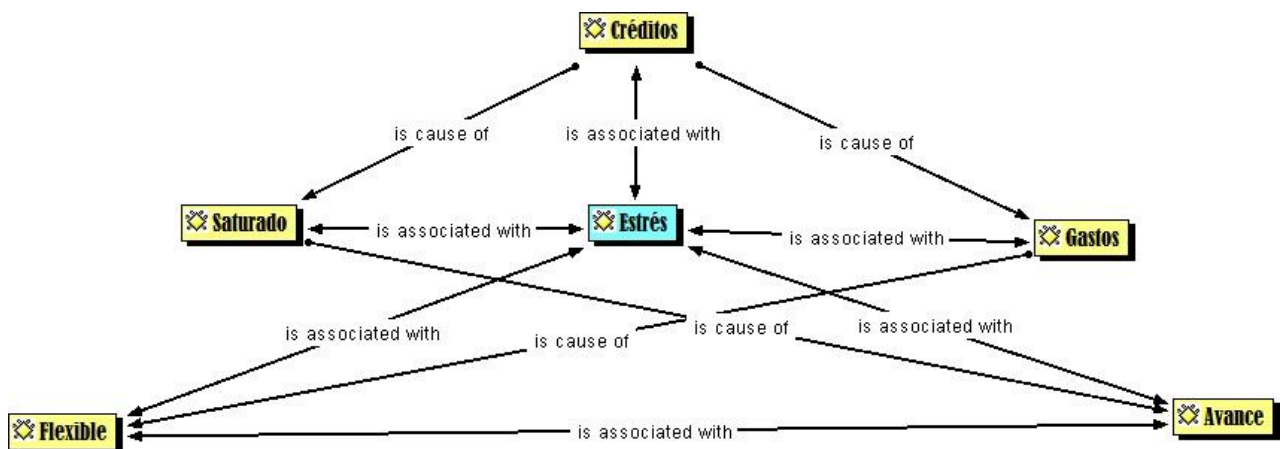 Créditos
is cause of
is associated with
is cause of
Saturado
is associated with
Estrés
is associated with
Gastos
is associated with
is cause of
is cause of
is associated with
Flexible
is associated with
Avance